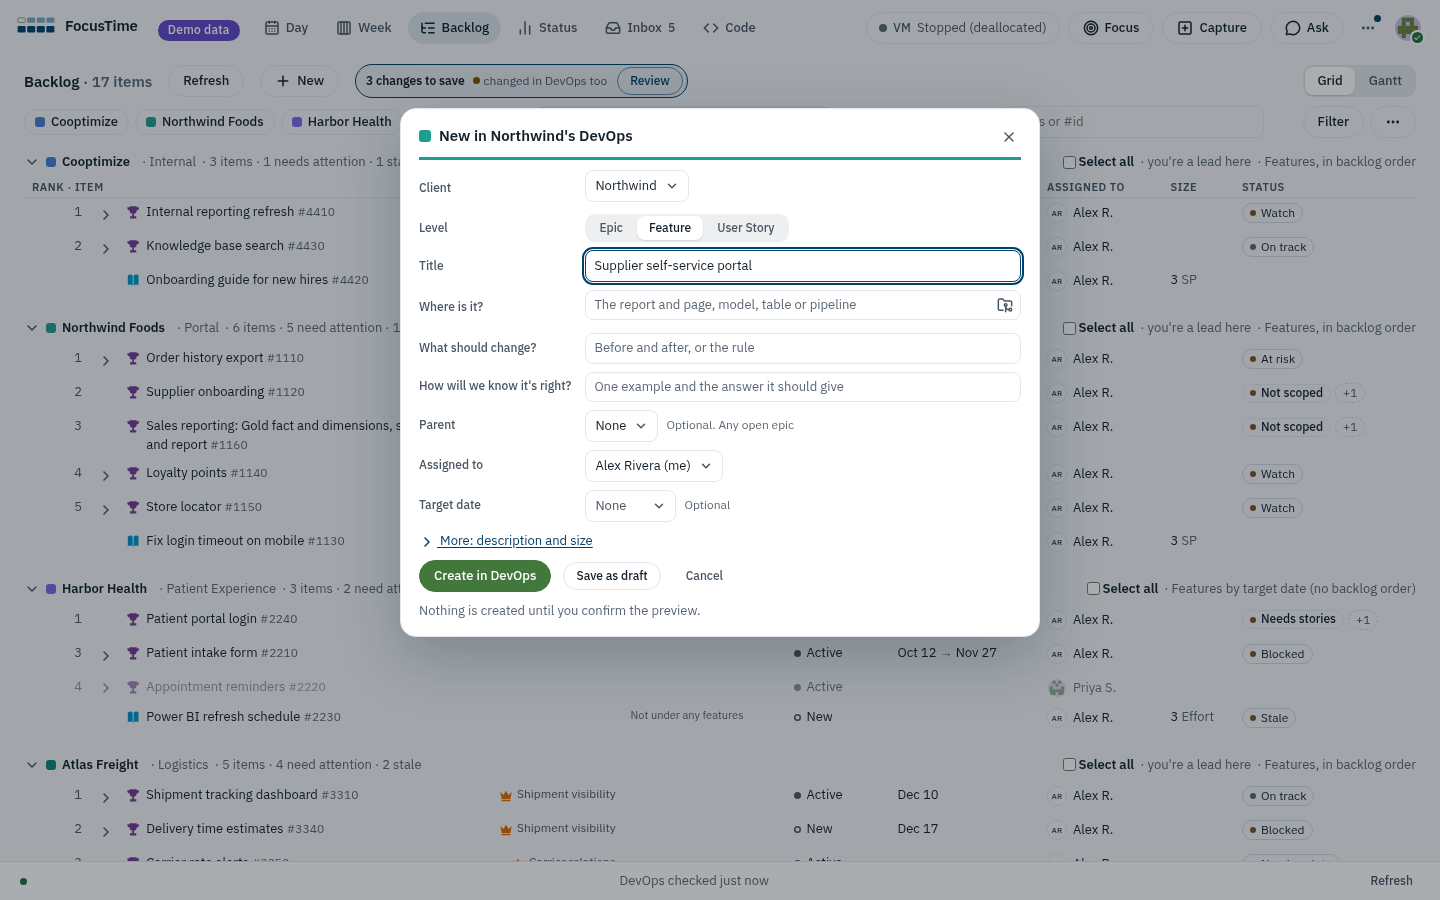 FocusTime
Demo data
Day
Week
Backlog
Status
Inbox 5
Code
VM Stopped (deallocated)
Focus
Capture
Ask
Backlog · 17 items
Refresh
New
3 changes to save
changed in DevOps too
Review
Grid
Gantt
Cooptimize
Northwind Foods
Harbor Health
s or #id
Filter
Cooptimize · Internal · 3 items · 1 needs attention · 1 sta
Select all · you're a lead here · Features, in backlog order
RANK · ITEM
ASSIGNED TO
SIZE
STATUS
1 Internal reporting refresh #4410
AR Alex R.
Watch
2 Knowledge base search #4430
AR Alex R.
On track
Onboarding guide for new hires #4420
AR Alex R.
3 SP
Northwind Foods · Portal · 6 items · 5 need attention · 1
Select all · you're a lead here · Features, in backlog order
1 Order history export #1110
AR Alex R.
At risk
2 Supplier onboarding #1120
AR Alex R.
Not scoped +1
3 Sales reporting: Gold fact and dimensions, s
and report #1160
AR Alex R.
Not scoped +1
4 Loyalty points #1140
AR Alex R.
Watch
5 Store locator #1150
AR Alex R.
Watch
Fix login timeout on mobile #1130
AR Alex R.
3 SP
Harbor Health · Patient Experience · 3 items · 2 need att
Select all · Features by target date (no backlog order)
1 Patient portal login #2240
AR Alex R.
Needs stories +1
3 Patient intake form #2210
Active
Oct 12 → Nov 27
AR Alex R.
Blocked
4 Appointment reminders #2220
Active
Priya S.
Power BI refresh schedule #2230
Not under any features
New
AR Alex R.
3 Effort
Stale
Atlas Freight · Logistics · 5 items · 4 need attention · 2 stale
Select all · you're a lead here · Features, in backlog order
1 Shipment tracking dashboard #3310
Shipment visibility
Active
Dec 10
AR Alex R.
On track
2 Delivery time estimates #3340
Shipment visibility
New
Dec 17
AR Alex R.
Blocked
New in Northwind's DevOps
Client
Northwind
Level
Epic
Feature
User Story
Title
Supplier self-service portal
Where is it?
The report and page, model, table or pipeline
What should change?
Before and after, or the rule
How will we know it's right?
One example and the answer it should give
Parent
None
Optional. Any open epic
Assigned to
Alex Rivera (me)
Target date
None
Optional
More: description and size
Create in DevOps
Save as draft
Cancel
Nothing is created until you confirm the preview.
DevOps checked just now
Refresh